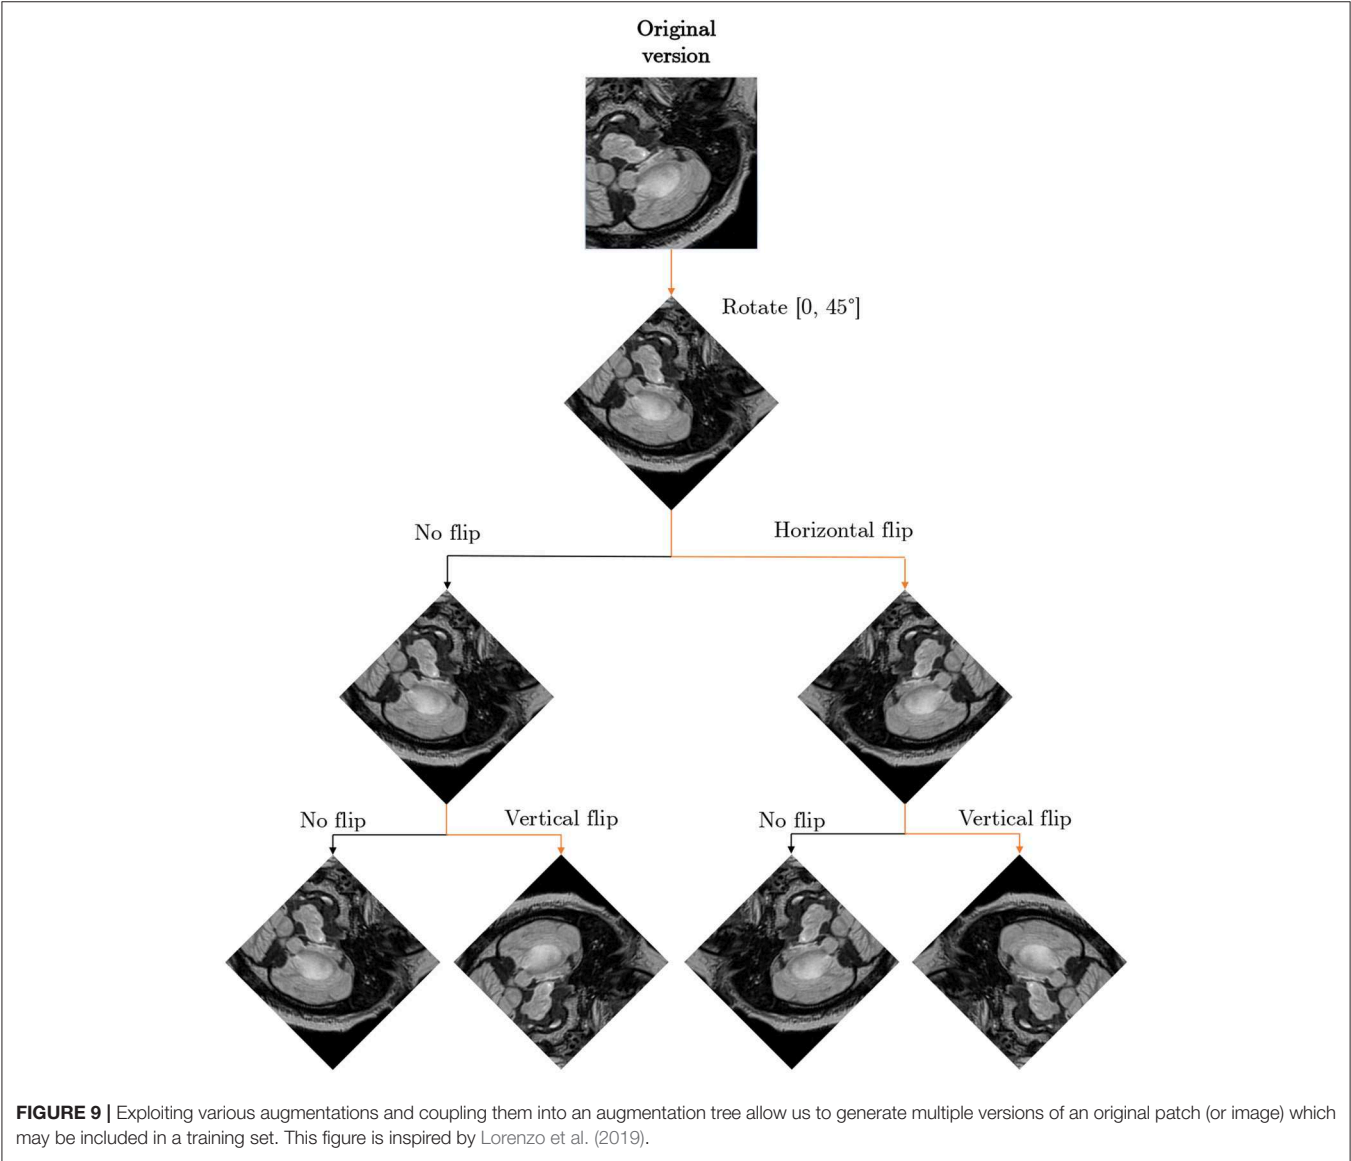 Original
version
Rotate [0, 45°]
No flip
Horizontal flip
No flip
Vertical flip
No flip
Vertical flip
FIGURE 9 | Exploiting various augmentations and coupling them into an augmentation tree allow us to generate multiple versions of an original patch (or image) which
may be included in a training set. This figure is inspired by Lorenzo et al. (2019).